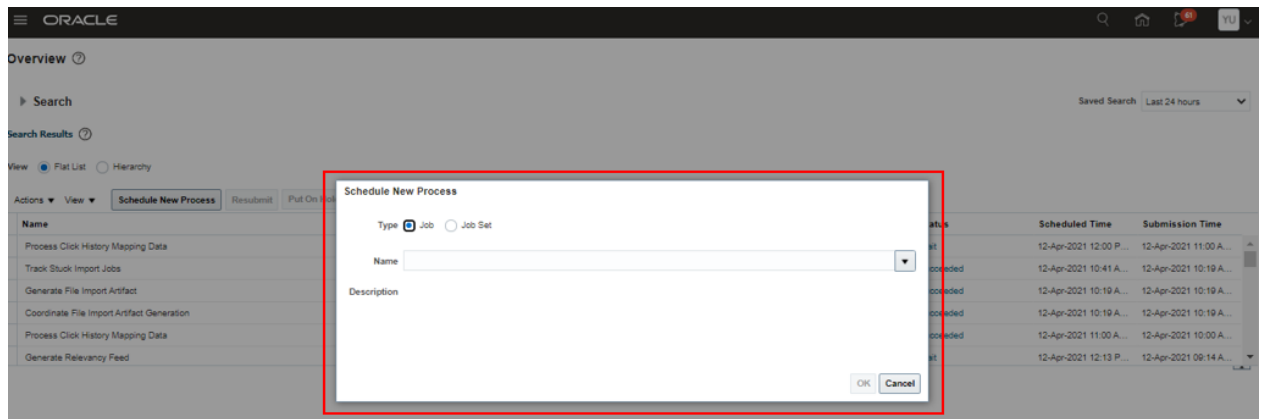 ORACLE
61
YU
Overview
Search
Saved Search Last 24 hours
Search Results
View Flat List Hierarchy
Actions View Schedule New Process Resubmit Put On
Name Scheduled Time Submission Time
Process Click History Mapping Data 12-Apr-2021 12:00 P... 12-Apr-2021 11:00 A...
Track Stuck Import Jobs 12-Apr-2021 10:41 A... 12-Apr-2021 10:19 A...
Generate File Import Artifact 12-Apr-2021 10:19 A... 12-Apr-2021 10:19 A...
Coordinate File Import Artifact Generation 12-Apr-2021 10:19 A... 12-Apr-2021 10:19 A...
Process Click History Mapping Data 12-Apr-2021 11:00 A... 12-Apr-2021 10:00 A...
Generate Relevancy Feed 12-Apr-2021 12:13 P... 12-Apr-2021 09:14 A...
Schedule New Process
Type Job Job Set
Name
Description
OK Cancel